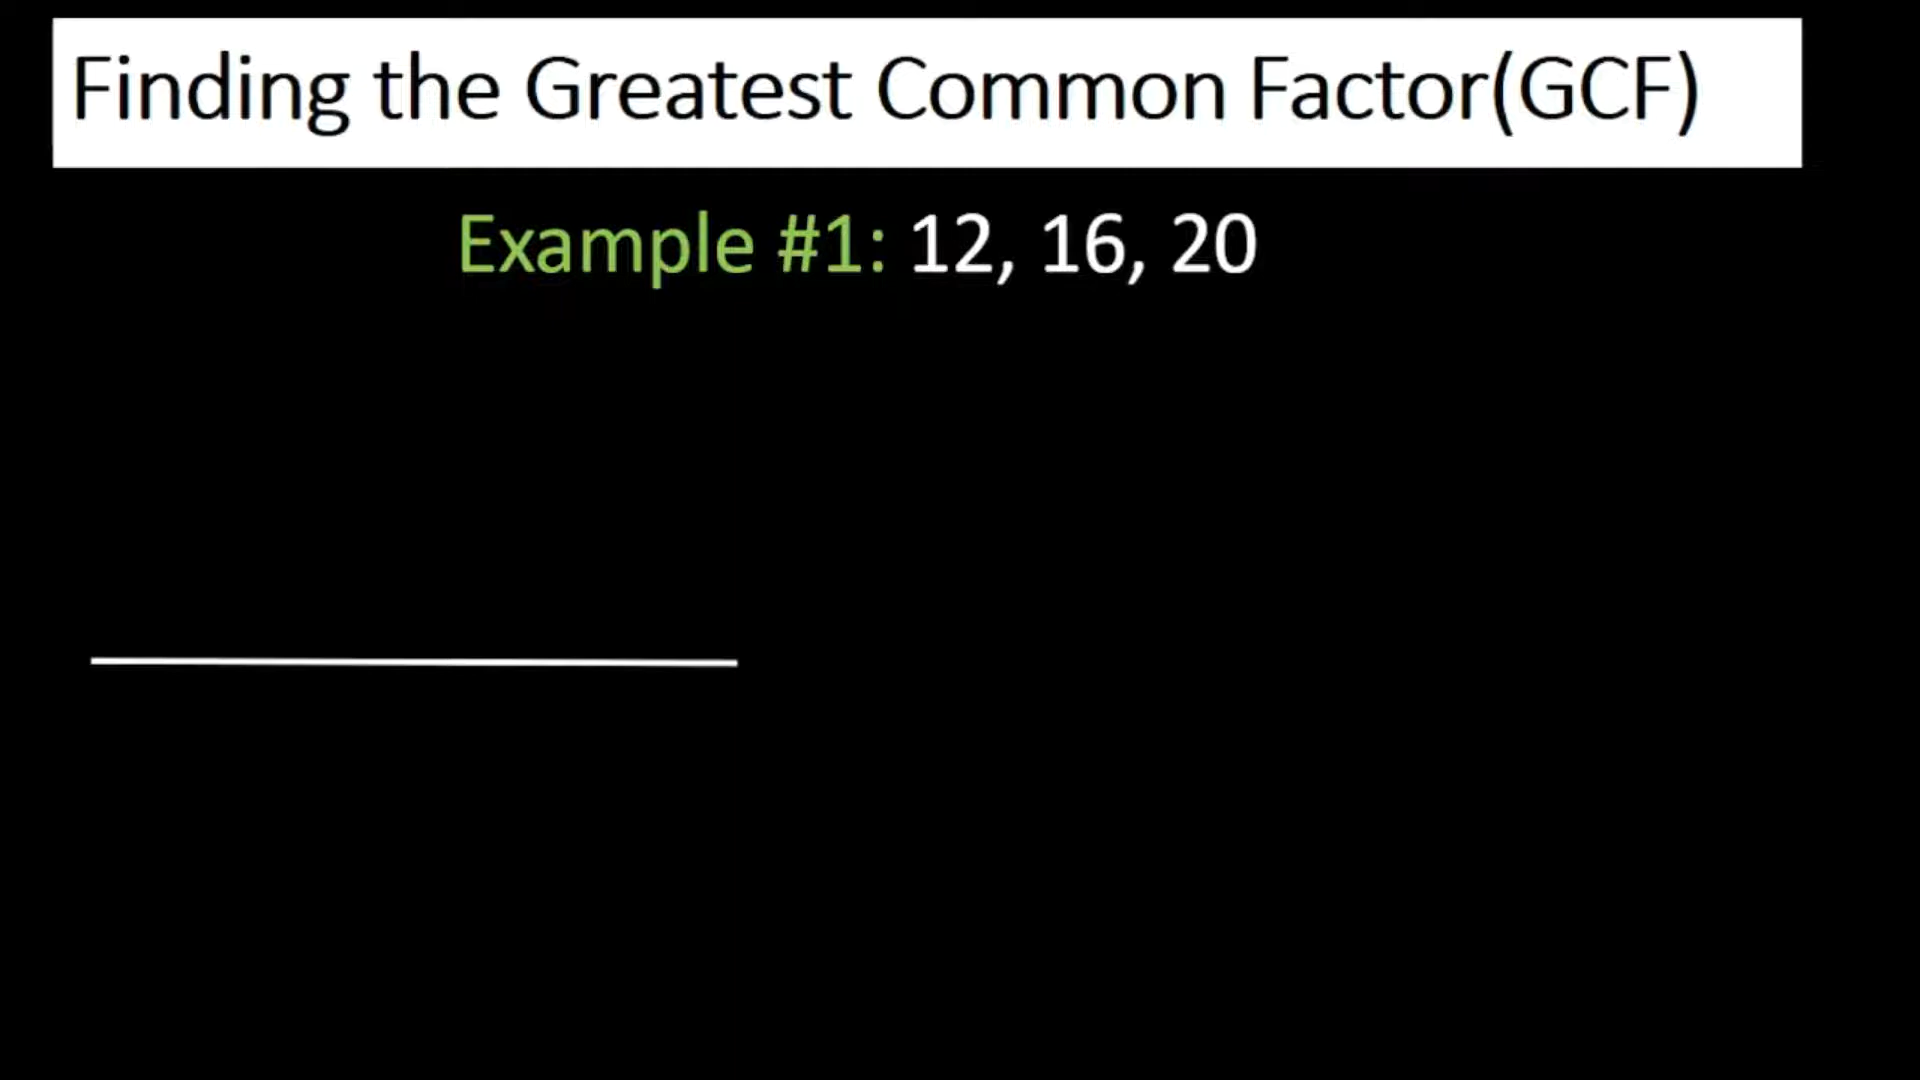 Finding the Greatest Common Factor(GCF)
Example #1: 12, 16, 20